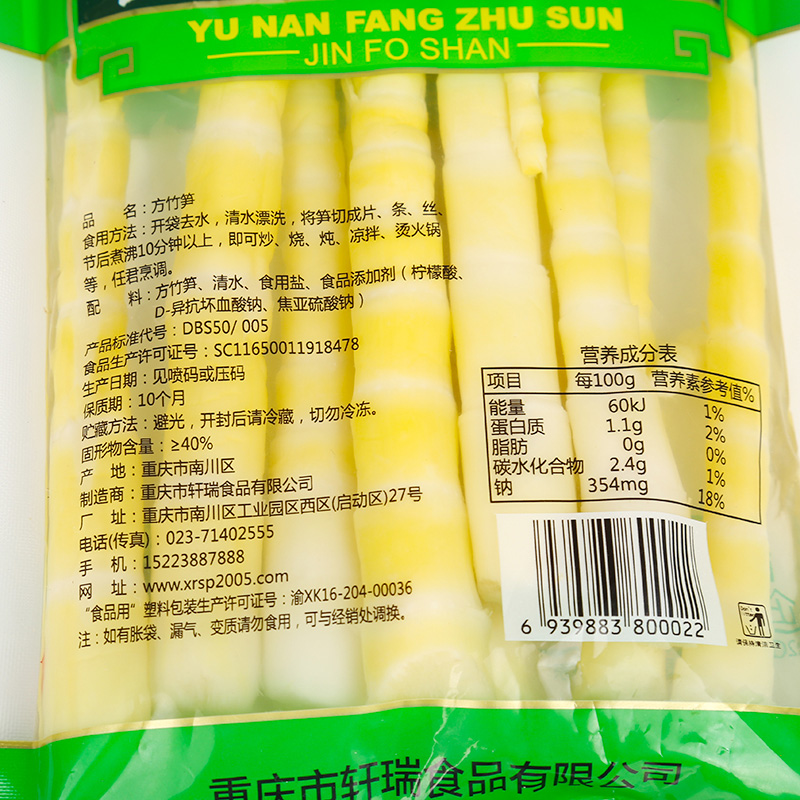 YU NAN FANG ZHU SUN
JIN FO SHAN
品 名：方竹笋
食用方法：开袋去水，清水漂洗，将笋切成片、条、丝、
节后煮沸10分钟以上，即可炒、烧、炖、凉拌、烫火锅
等，任君烹调。
配 料：方竹笋、清水、食用盐、食品添加剂（柠檬酸、
D-异抗坏血酸钠、焦亚硫酸钠）
产品标准代号：DBS50/ 005
食品生产许可证号：SC11650011918478
生产日期：见喷码或压码
保质期：10个月
贮藏方法：避光，开封后请冷藏，切勿冷冻。
固形物含量：≥40%
产 地：重庆市南川区
制造商：重庆市轩瑞食品有限公司
厂 址：重庆市南川区工业园区西区(启动区)27号
电话(传真)：023-71402555
手 机：15223887888
网 址：www.xrsp2005.com
“食品用”塑料包装生产许可证号：渝XK16-204-00036
注：如有胀袋、漏气、变质请勿食用，可与经销处调换。
营养成分表
项目 每100g 营养素参考值%
能量 60kJ 1%
蛋白质 1.1g 2%
脂肪 0g 0%
碳水化合物 2.4g 1%
钠 354mg 18%
6 939883 800022
重庆市轩瑞食品有限公司